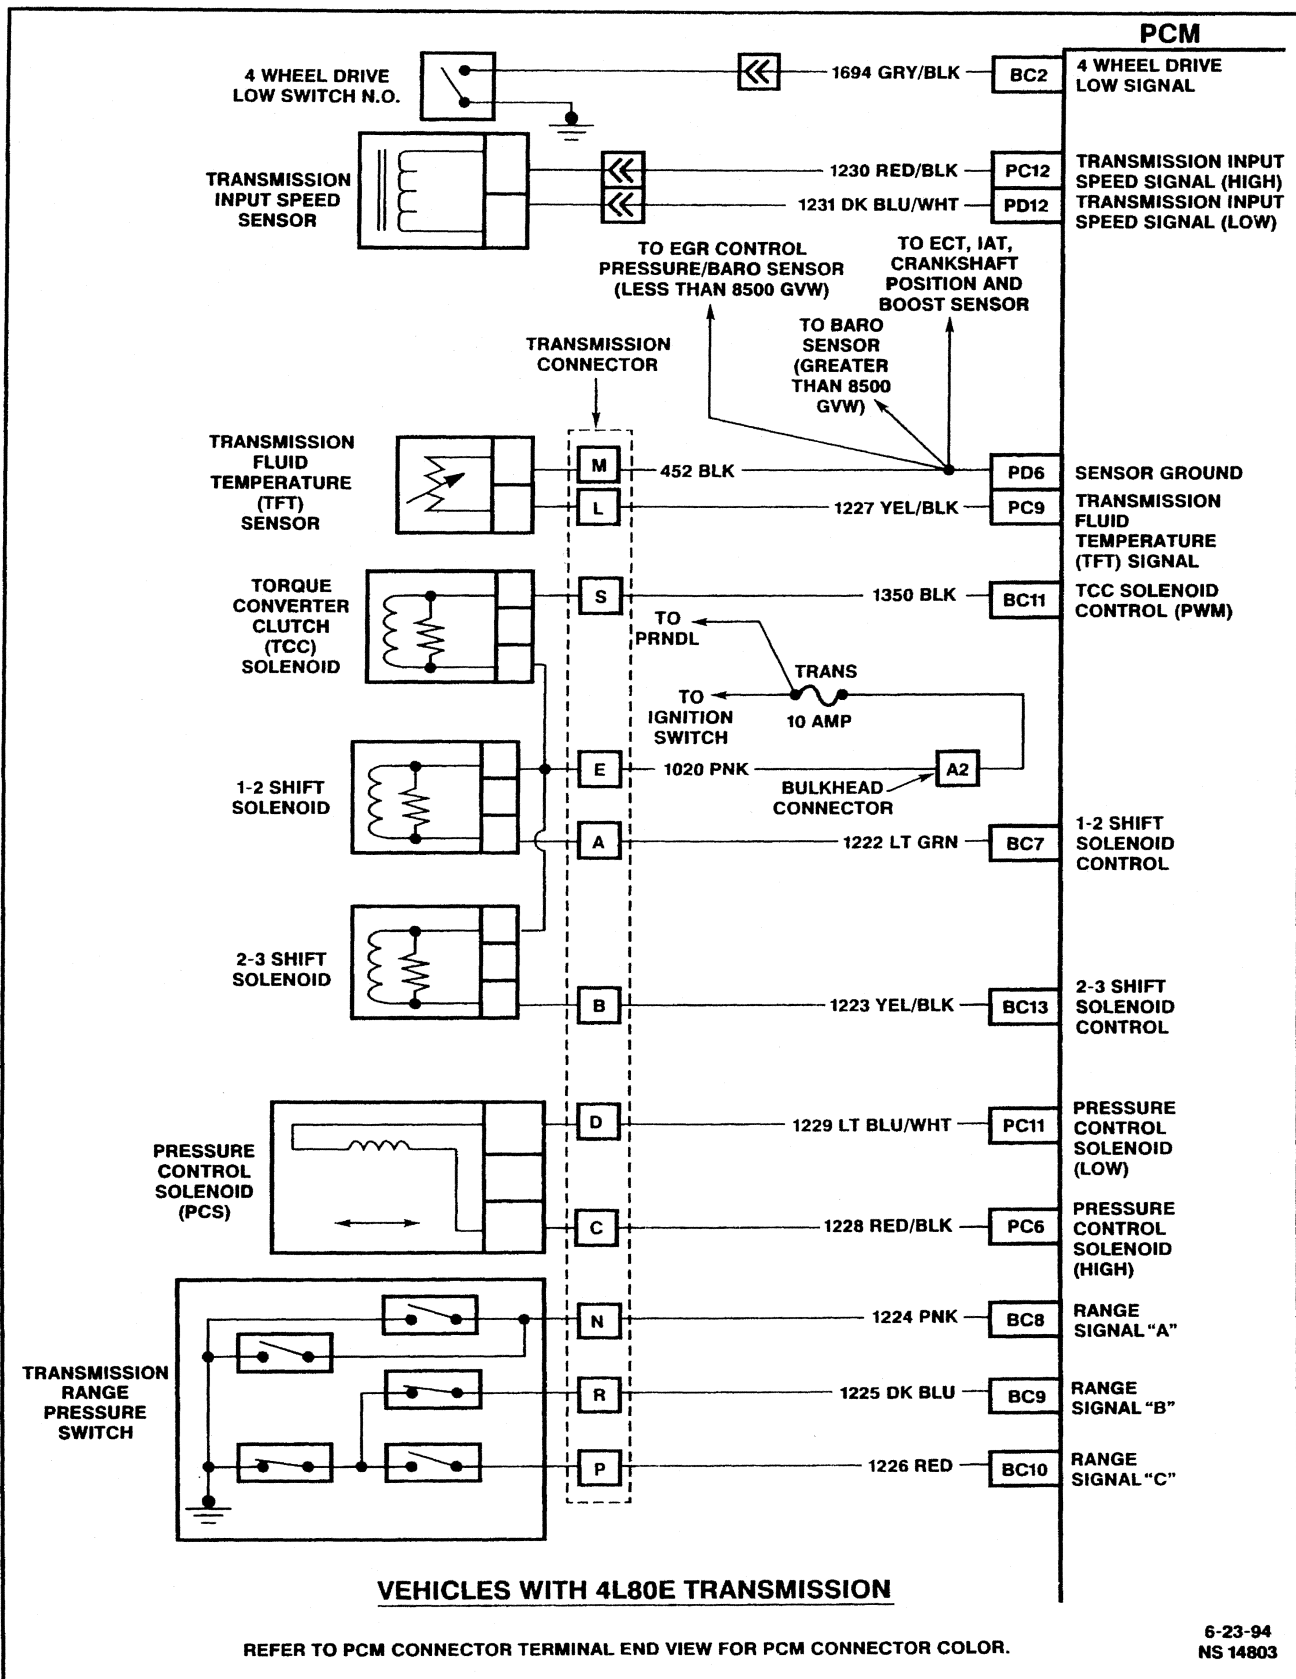 PCM
4 WHEEL DRIVE
LOW SWITCH N.O.
1694 GRY/BLK
BC2
4 WHEEL DRIVE
LOW SIGNAL
TRANSMISSION
INPUT SPEED
SENSOR
1230 RED/BLK
PC12
TRANSMISSION INPUT
SPEED SIGNAL (HIGH)
1231 DK BLU/WHT
PD12
TRANSMISSION INPUT
SPEED SIGNAL (LOW)
TO EGR CONTROL
PRESSURE/BARO SENSOR
(LESS THAN 8500 GVW)
TO ECT, IAT,
CRANKSHAFT
POSITION AND
BOOST SENSOR
TO BARO
SENSOR
(GREATER
THAN 8500
GVW)
TRANSMISSION
CONNECTOR
TRANSMISSION
FLUID
TEMPERATURE
(TFT)
SENSOR
M
452 BLK
PD6
SENSOR GROUND
L
1227 YEL/BLK
PC9
TRANSMISSION
FLUID
TEMPERATURE
(TFT) SIGNAL
TORQUE
CONVERTER
CLUTCH
(TCC)
SOLENOID
S
1350 BLK
BC11
TCC SOLENOID
CONTROL (PWM)
TO
PRNDL
TRANS
10 AMP
TO
IGNITION
SWITCH
1-2 SHIFT
SOLENOID
E
1020 PNK
A2
BULKHEAD
CONNECTOR
A
1222 LT GRN
BC7
1-2 SHIFT
SOLENOID
CONTROL
2-3 SHIFT
SOLENOID
B
1223 YEL/BLK
BC13
2-3 SHIFT
SOLENOID
CONTROL
PRESSURE
CONTROL
SOLENOID
(PCS)
D
1229 LT BLU/WHT
PC11
PRESSURE
CONTROL
SOLENOID
(LOW)
C
1228 RED/BLK
PC6
PRESSURE
CONTROL
SOLENOID
(HIGH)
TRANSMISSION
RANGE
PRESSURE
SWITCH
N
1224 PNK
BC8
RANGE
SIGNAL "A"
R
1225 DK BLU
BC9
RANGE
SIGNAL "B"
P
1226 RED
BC10
RANGE
SIGNAL "C"
VEHICLES WITH 4L80E TRANSMISSION
REFER TO PCM CONNECTOR TERMINAL END VIEW FOR PCM CONNECTOR COLOR.
6-23-94
NS 14803